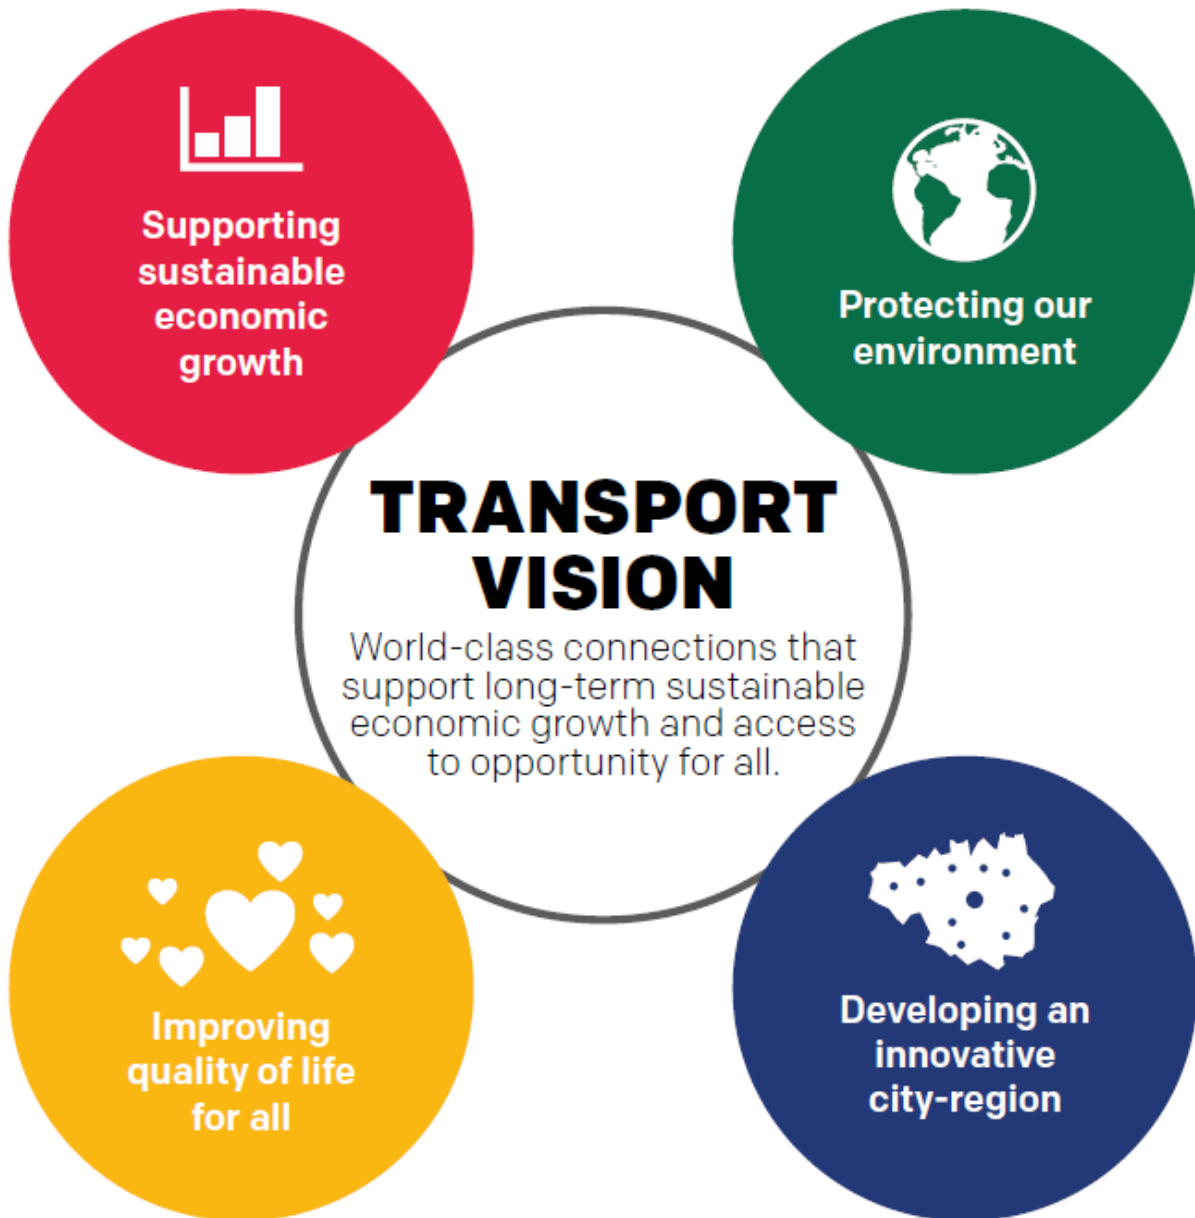 Supporting
sustainable
economic
growth
Protecting our
environment
TRANSPORT
VISION
World-class connections that
support long-term sustainable
economic growth and access
to opportunity for all.
Improving
quality of life
for all
Developing an
innovative
city-region